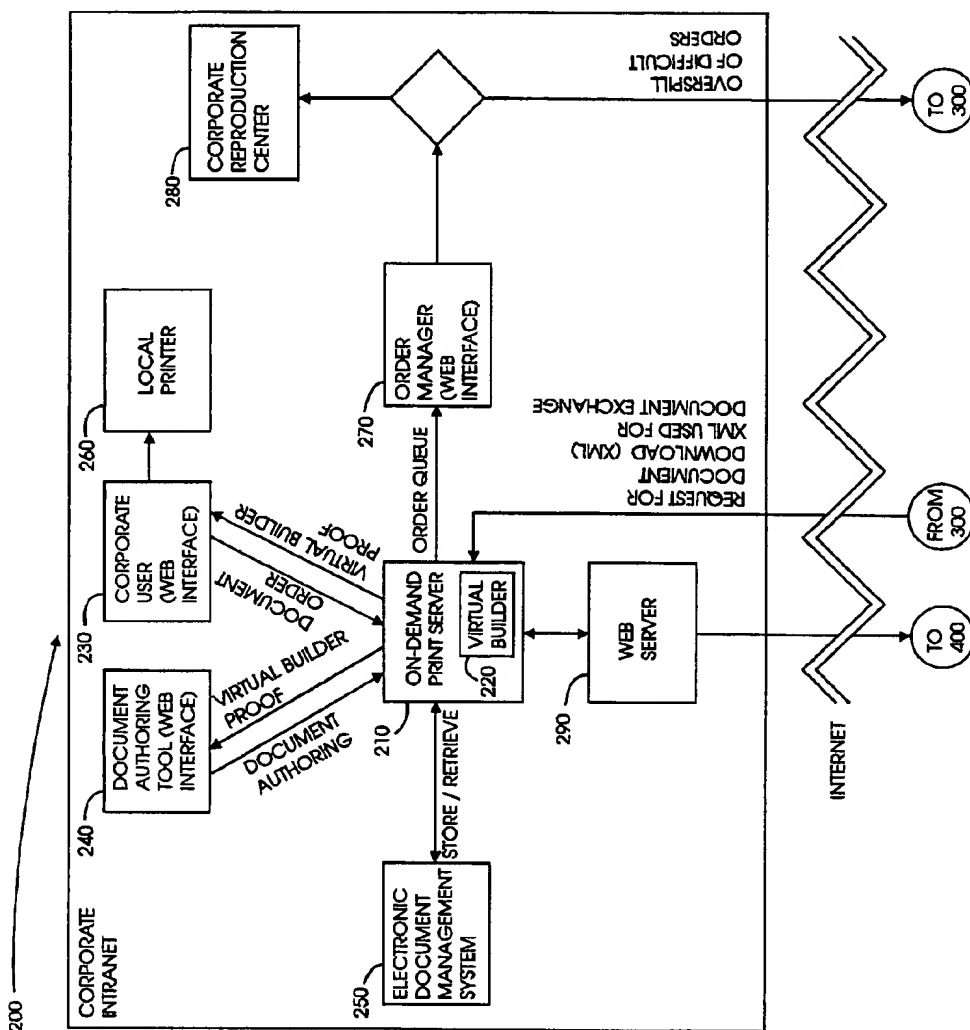 200
CORPORATE
INTRANET
240
DOCUMENT
AUTHORING
TOOL (WEB
INTERFACE)
230
CORPORATE
USER
(WEB
INTERFACE)
260
LOCAL
PRINTER
280
CORPORATE
REPRODUCTION
CENTER
VIRTUAL BUILDER
PROOF
DOCUMENT
AUTHORING
DOCUMENT
ORDER
VIRTUAL BUILDER
PROOF
250
ELECTRONIC
DOCUMENT
MANAGEMENT
SYSTEM
STORE / RETRIEVE
210
ON-DEMAND
PRINT SERVER
220
VIRTUAL
BUILDER
ORDER QUEUE
270
ORDER
MANAGER
(WEB
INTERFACE)
290
WEB
SERVER
REQUEST FOR
DOCUMENT
DOWNLOAD (XML)
XML USED FOR
DOCUMENT EXCHANGE
OVERSPILL
OF DIFFICULT
ORDERS
INTERNET
TO
400
FROM
300
TO
300